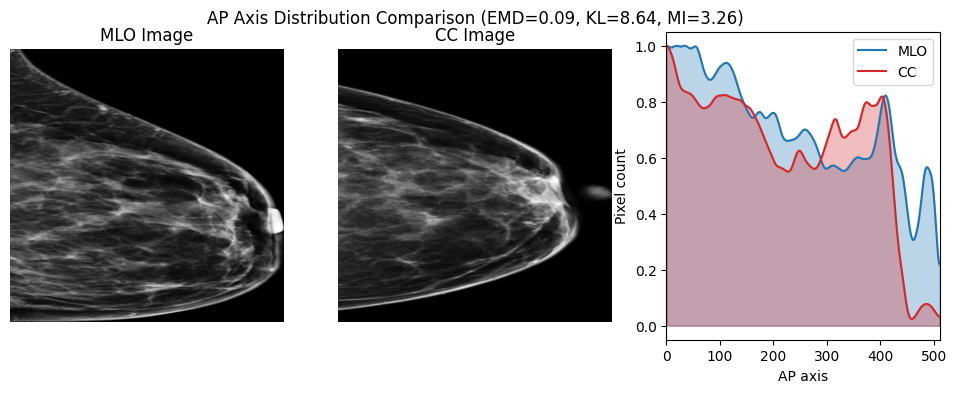 AP Axis Distribution Comparison (EMD=0.09, KL=8.64, MI=3.26)
MLO Image
CC Image
MLO
CC
Pixel count
1.0
0.8
0.6
0.4
0.2
0.0
0 100 200 300 400 500
AP axis